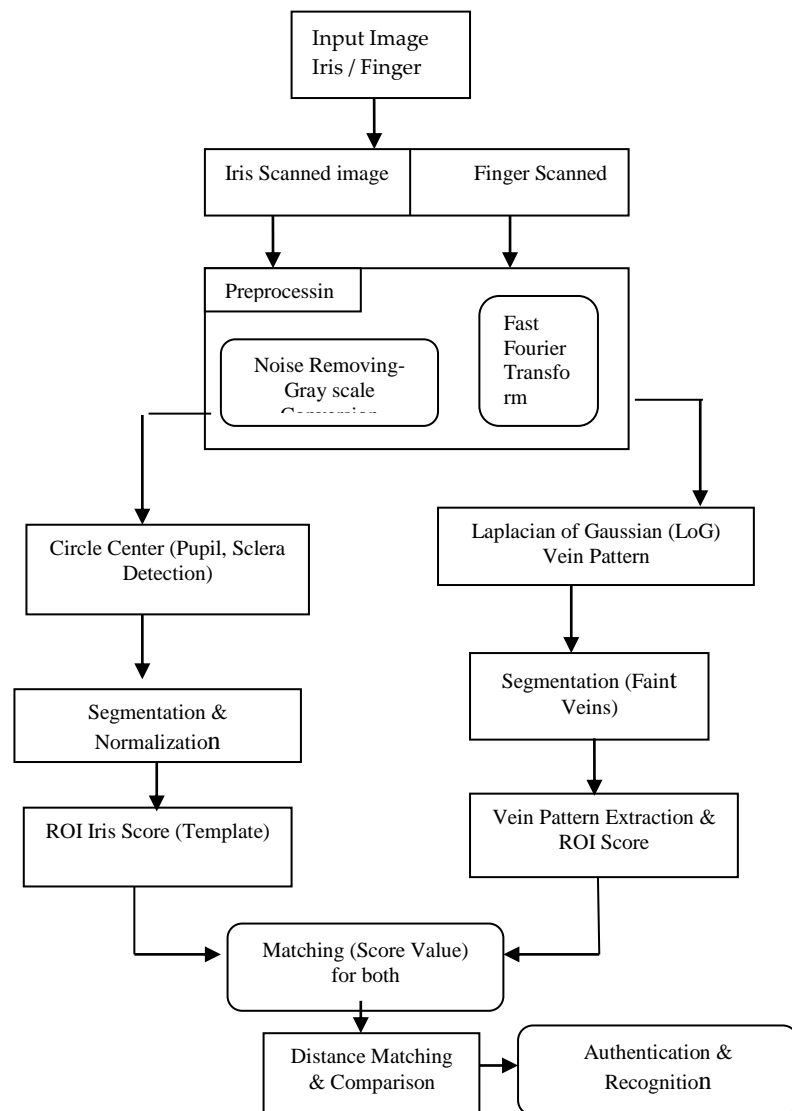 Input Image
Iris / Finger
Iris Scanned image
Finger Scanned
Preprocessin
Noise Removing-
Gray scale
Fast
Fourier
Transfo
rm
Circle Center (Pupil, Sclera
Detection)
Laplacian of Gaussian (LoG)
Vein Pattern
Segmentation &
Normalization
Segmentation (Faint
Veins)
ROI Iris Score (Template)
Vein Pattern Extraction &
ROI Score
Matching (Score Value)
for both
Distance Matching
& Comparison
Authentication &
Recognition